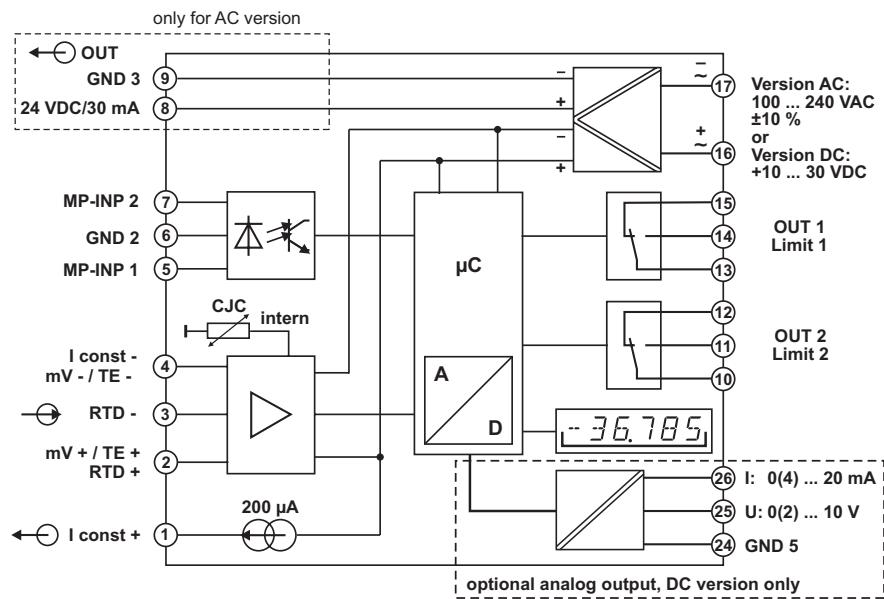 only for AC version
OUT
GND 3
9
24 VDC/30 mA
8
–
+
–
+
–
~
17
+
~
16
Version AC:
100 ... 240 VAC
±10 %
or
Version DC:
+10 ... 30 VDC
MP-INP 2
7
GND 2
6
MP-INP 1
5
µC
15
14
13
OUT 1
Limit 1
CJC
intern
12
11
10
OUT 2
Limit 2
I const -
mV - / TE -
4
RTD -
3
mV + / TE +
RTD +
2
A
D
-36.785
200 µA
I const +
1
26
I: 0(4) ... 20 mA
25
U: 0(2) ... 10 V
24
GND 5
optional analog output, DC version only